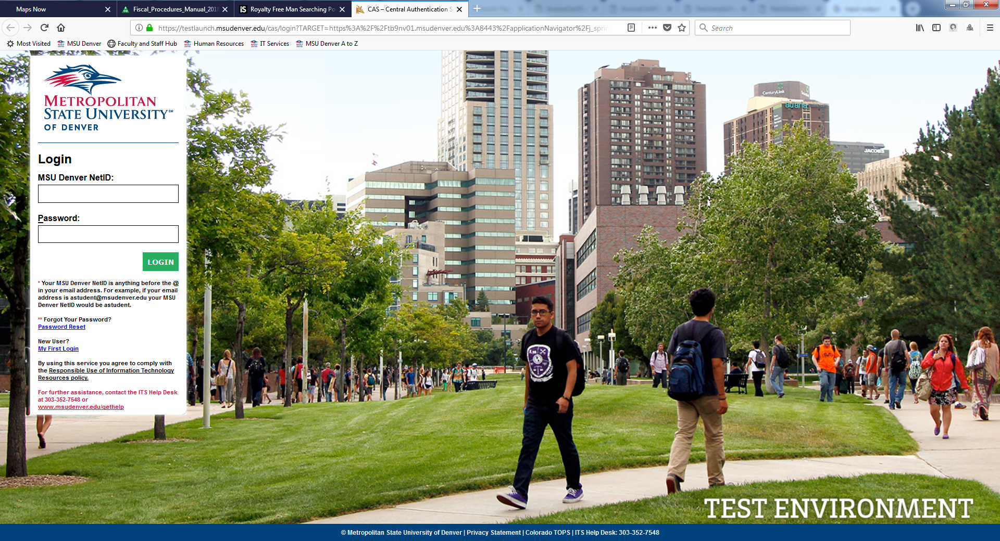 Maps Now
Fiscal_Procedures_Manual_2018
Royalty Free Man Searching Po
CAS – Central Authentication S
https://testlaunch.msudenver.edu/cas/login?TARGET=https%3A%2F%2Ftb9nv01.msudenver.edu%3A8443%2FapplicationNavigator%2Fj_sprin
Search
Most Visited
MSU Denver
Faculty and Staff Hub
Human Resources
IT Services
MSU Denver A to Z
METROPOLITAN
STATE UNIVERSITY℠
OF DENVER
Login
MSU Denver NetID:
Password:
LOGIN
* Your MSU Denver NetID is anything before the @
in your email address. For example, if your email
address is astudent@msudenver.edu your MSU
Denver NetID would be astudent.
** Forgot Your Password?
Password Reset
New User?
My First Login
By using this service you agree to comply with
the Responsible Use of Information Technology
Resources policy.
For further assistance, contact the ITS Help Desk
at 303-352-7548 or
www.msudenver.edu/gethelp
CenturyLink
JACOBS
TEST ENVIRONMENT
© Metropolitan State University of Denver | Privacy Statement | Colorado TOPS | ITS Help Desk: 303-352-7548